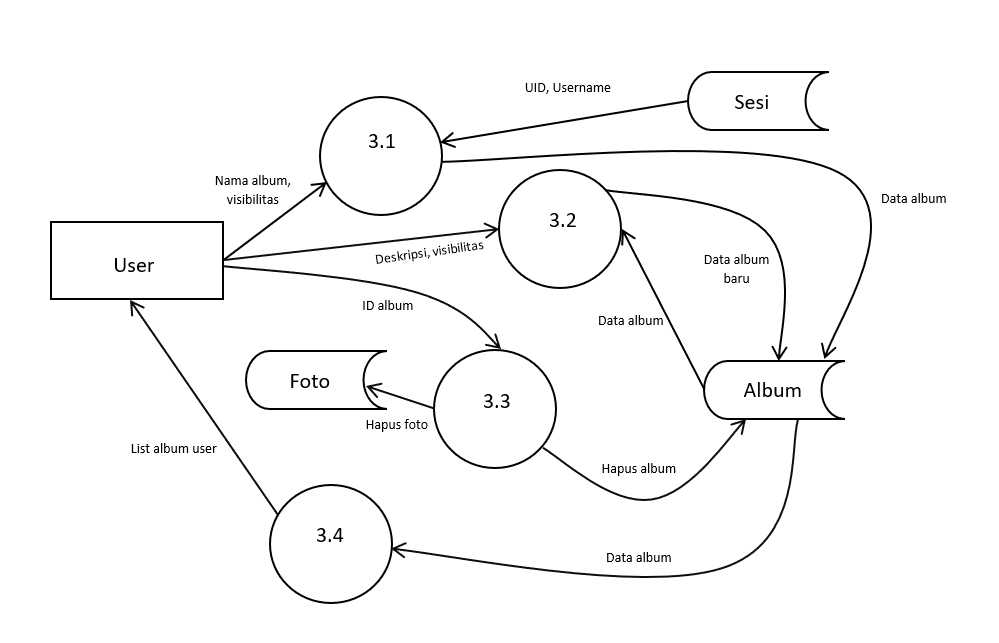 UID, Username
Sesi
3.1
Nama album,
visibilitas
Data album
3.2
User
Deskripsi, visibilitas
Data album
baru
ID album
Data album
Foto
3.3
Album
Hapus foto
List album user
Hapus album
3.4
Data album